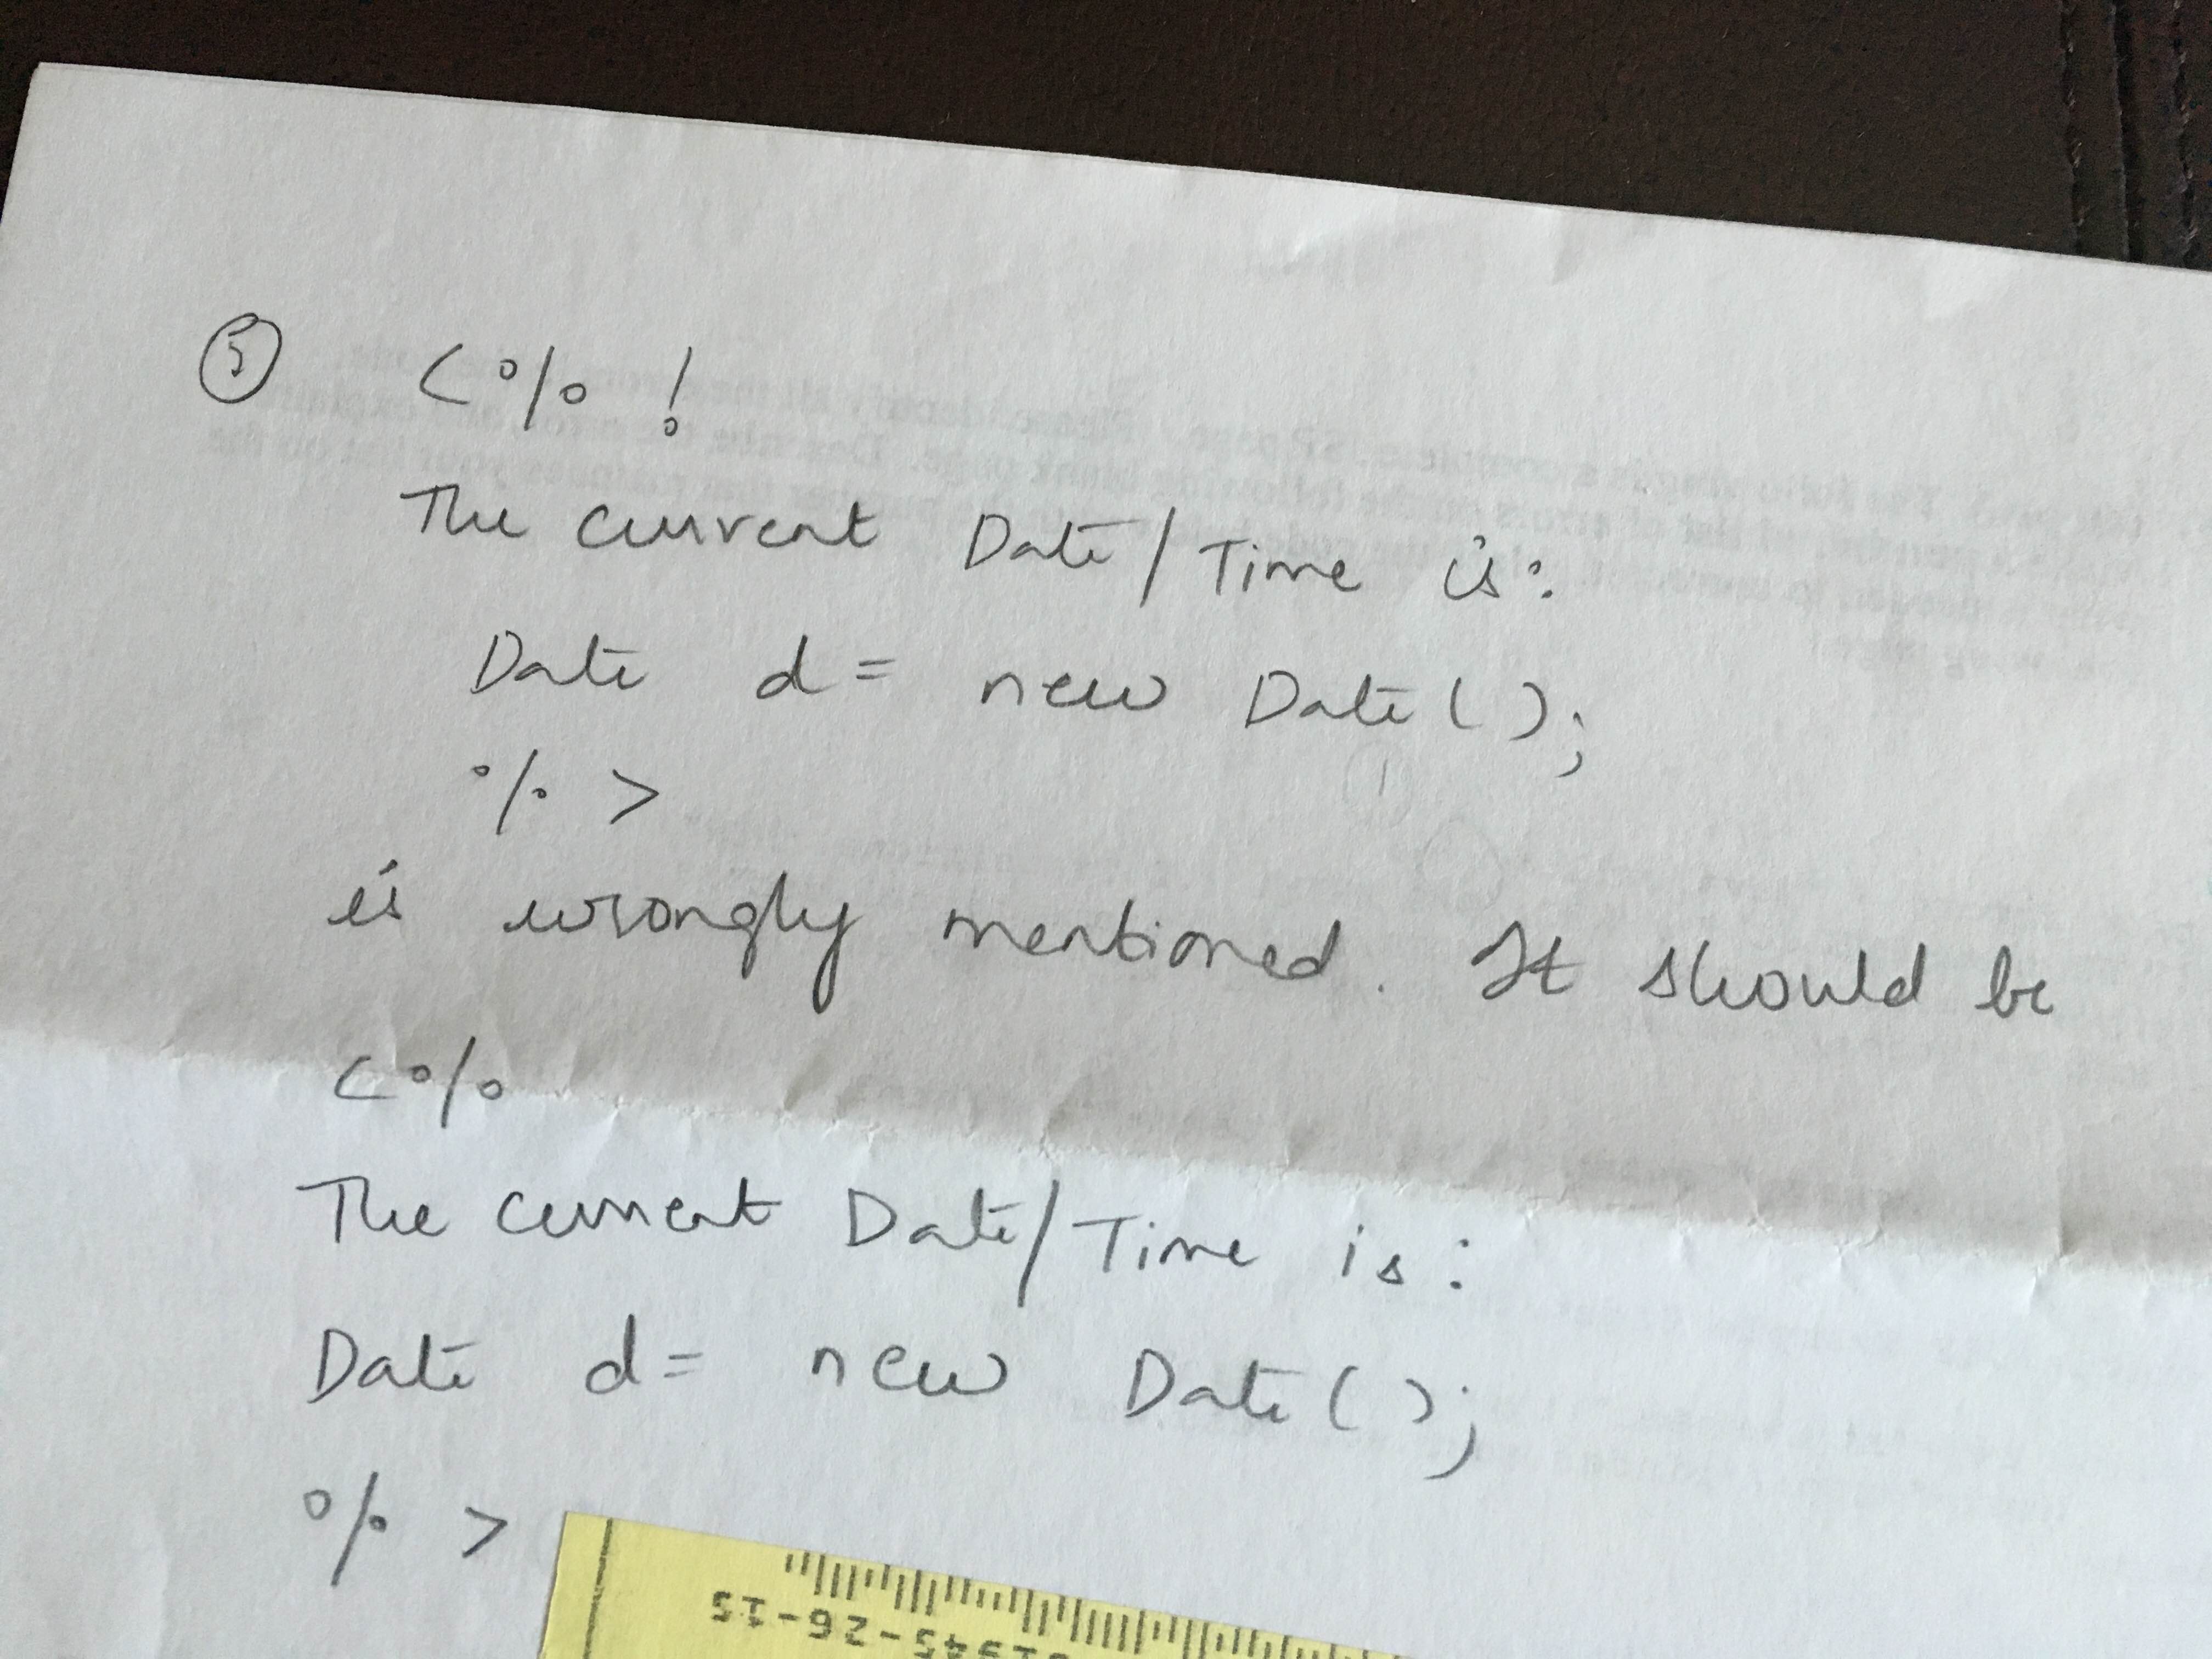 ⑤ <% !
The current Date/Time is:
Date d = new Date ( );
% >
is wrongly mentioned. It should be
<%
The current Date/Time is:
Date d = new Date ( );
% >